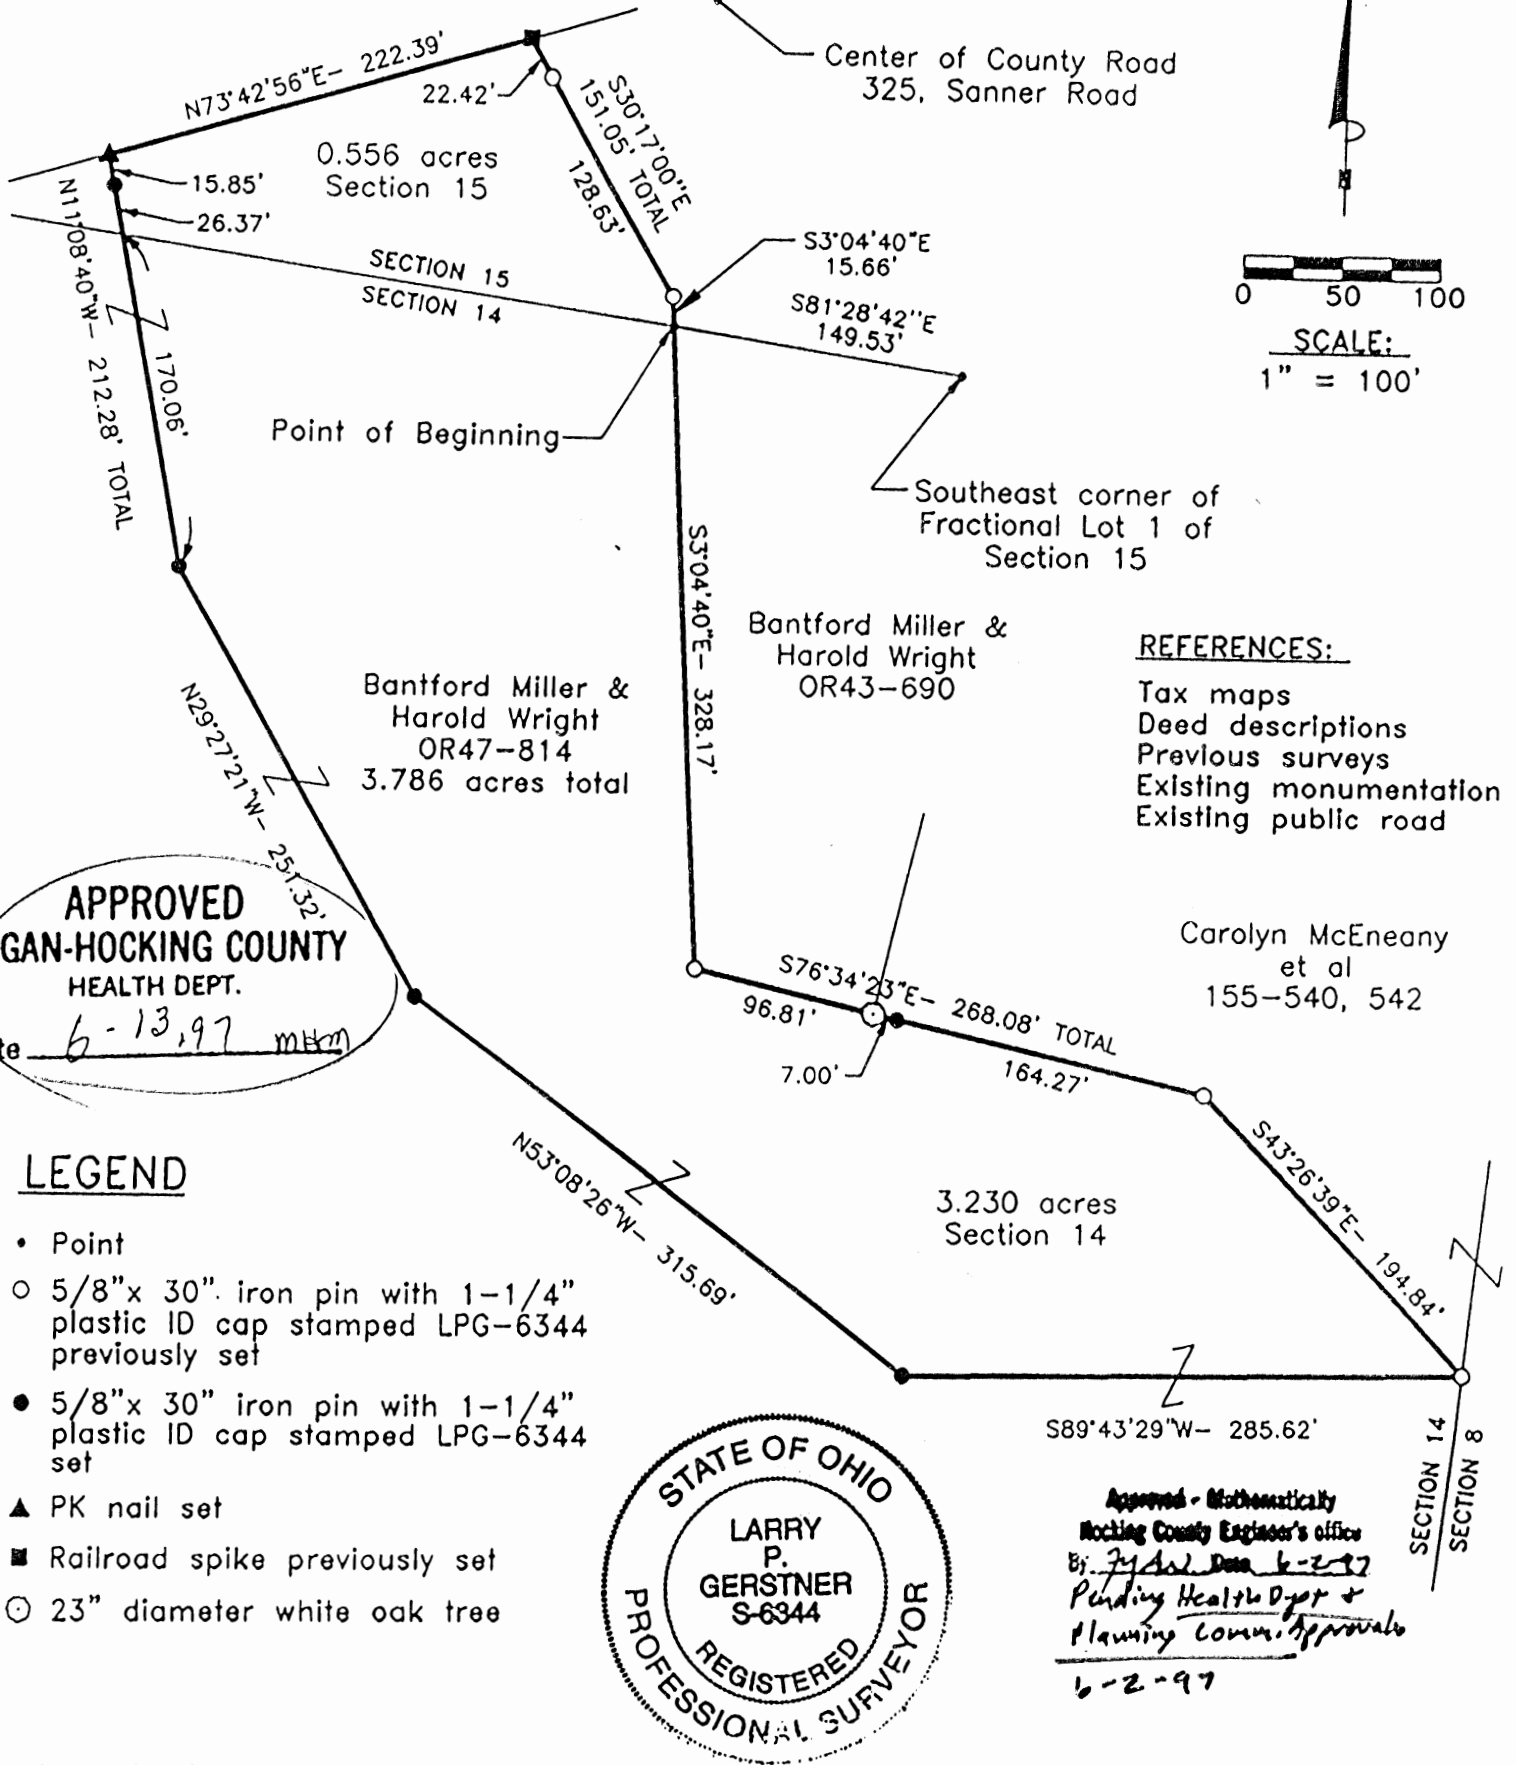 Center of County Road
325, Sanner Road
N73°42'56"E- 222.39'
22.42'
S30°17'00"E
151.05' TOTAL
128.63'
0.556 acres
Section 15
15.85'
26.37'
N11°08'40"W- 212.28' TOTAL
170.06'
SECTION 15
SECTION 14
S3°04'40"E
15.66'
S81°28'42"E
149.53'
0 50 100
SCALE:
1" = 100'
Point of Beginning
Southeast corner of
Fractional Lot 1 of
Section 15
S3°04'40"E- 328.17'
Bantford Miller &
Harold Wright
OR43-690
REFERENCES:
Tax maps
Deed descriptions
Previous surveys
Existing monumentation
Existing public road
Bantford Miller &
Harold Wright
OR47-814
3.786 acres total
N29°27'21"W- 251.32'
APPROVED
GAN-HOCKING COUNTY
HEALTH DEPT.
te 6-13,97
Carolyn McEneany
et al
155-540, 542
S76°34'23"E- 268.08' TOTAL
96.81'
7.00'
164.27'
S43°26'39"E- 194.84'
N53°08'26"W- 315.69'
3.230 acres
Section 14
S89°43'29"W- 285.62'
SECTION 14
SECTION 8
LEGEND
• Point
5/8"x 30" iron pin with 1-1/4"
plastic ID cap stamped LPG-6344
previously set
5/8"x 30" iron pin with 1-1/4"
plastic ID cap stamped LPG-6344
set
PK nail set
Railroad spike previously set
23" diameter white oak tree
STATE OF OHIO
LARRY
P.
GERSTNER
S-6344
REGISTERED
PROFESSIONAL SURVEYOR
Approved - Mathematically
Hocking County Engineer's office
By: Date 6-2-97
Pending Health Dept &
Planning Comm. Approvals
6-2-97